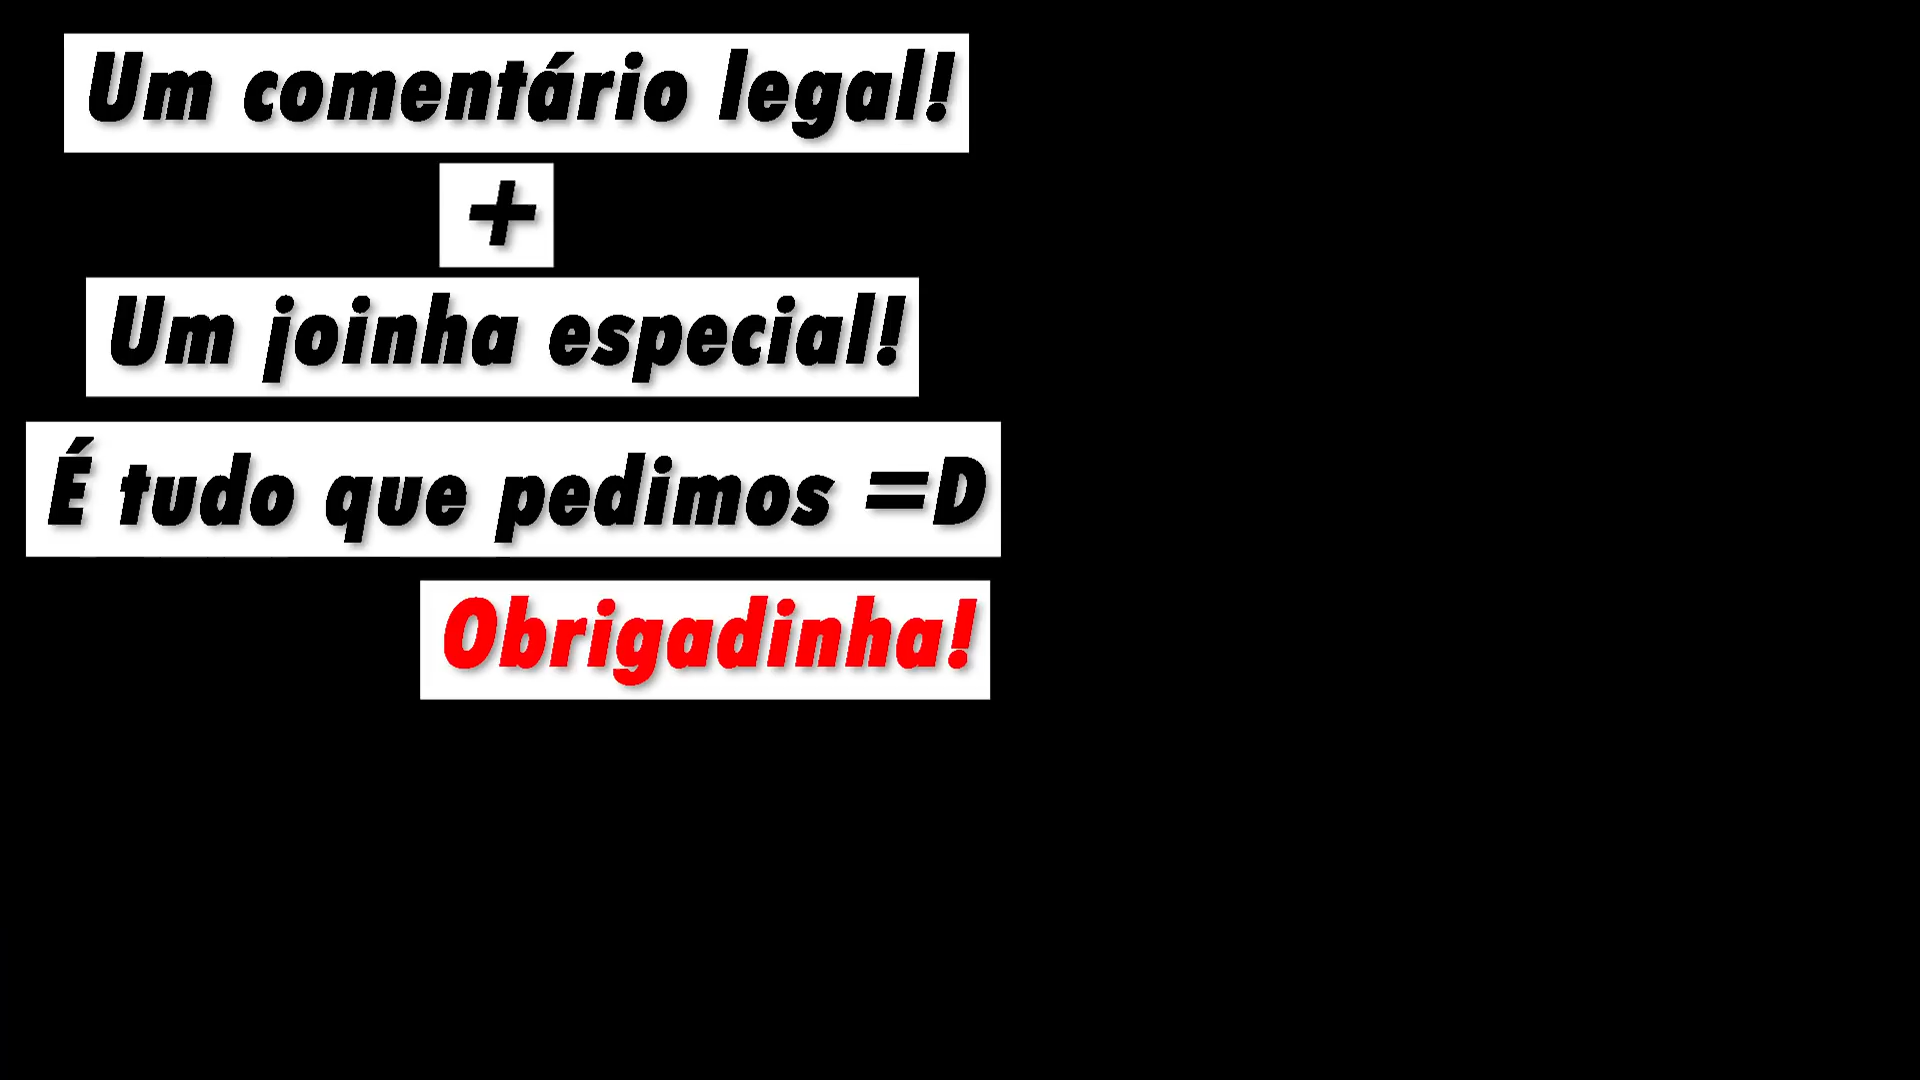 Um comentário legal!
+
Um joinha especial!
É tudo que pedimos =D
Obrigadinha!